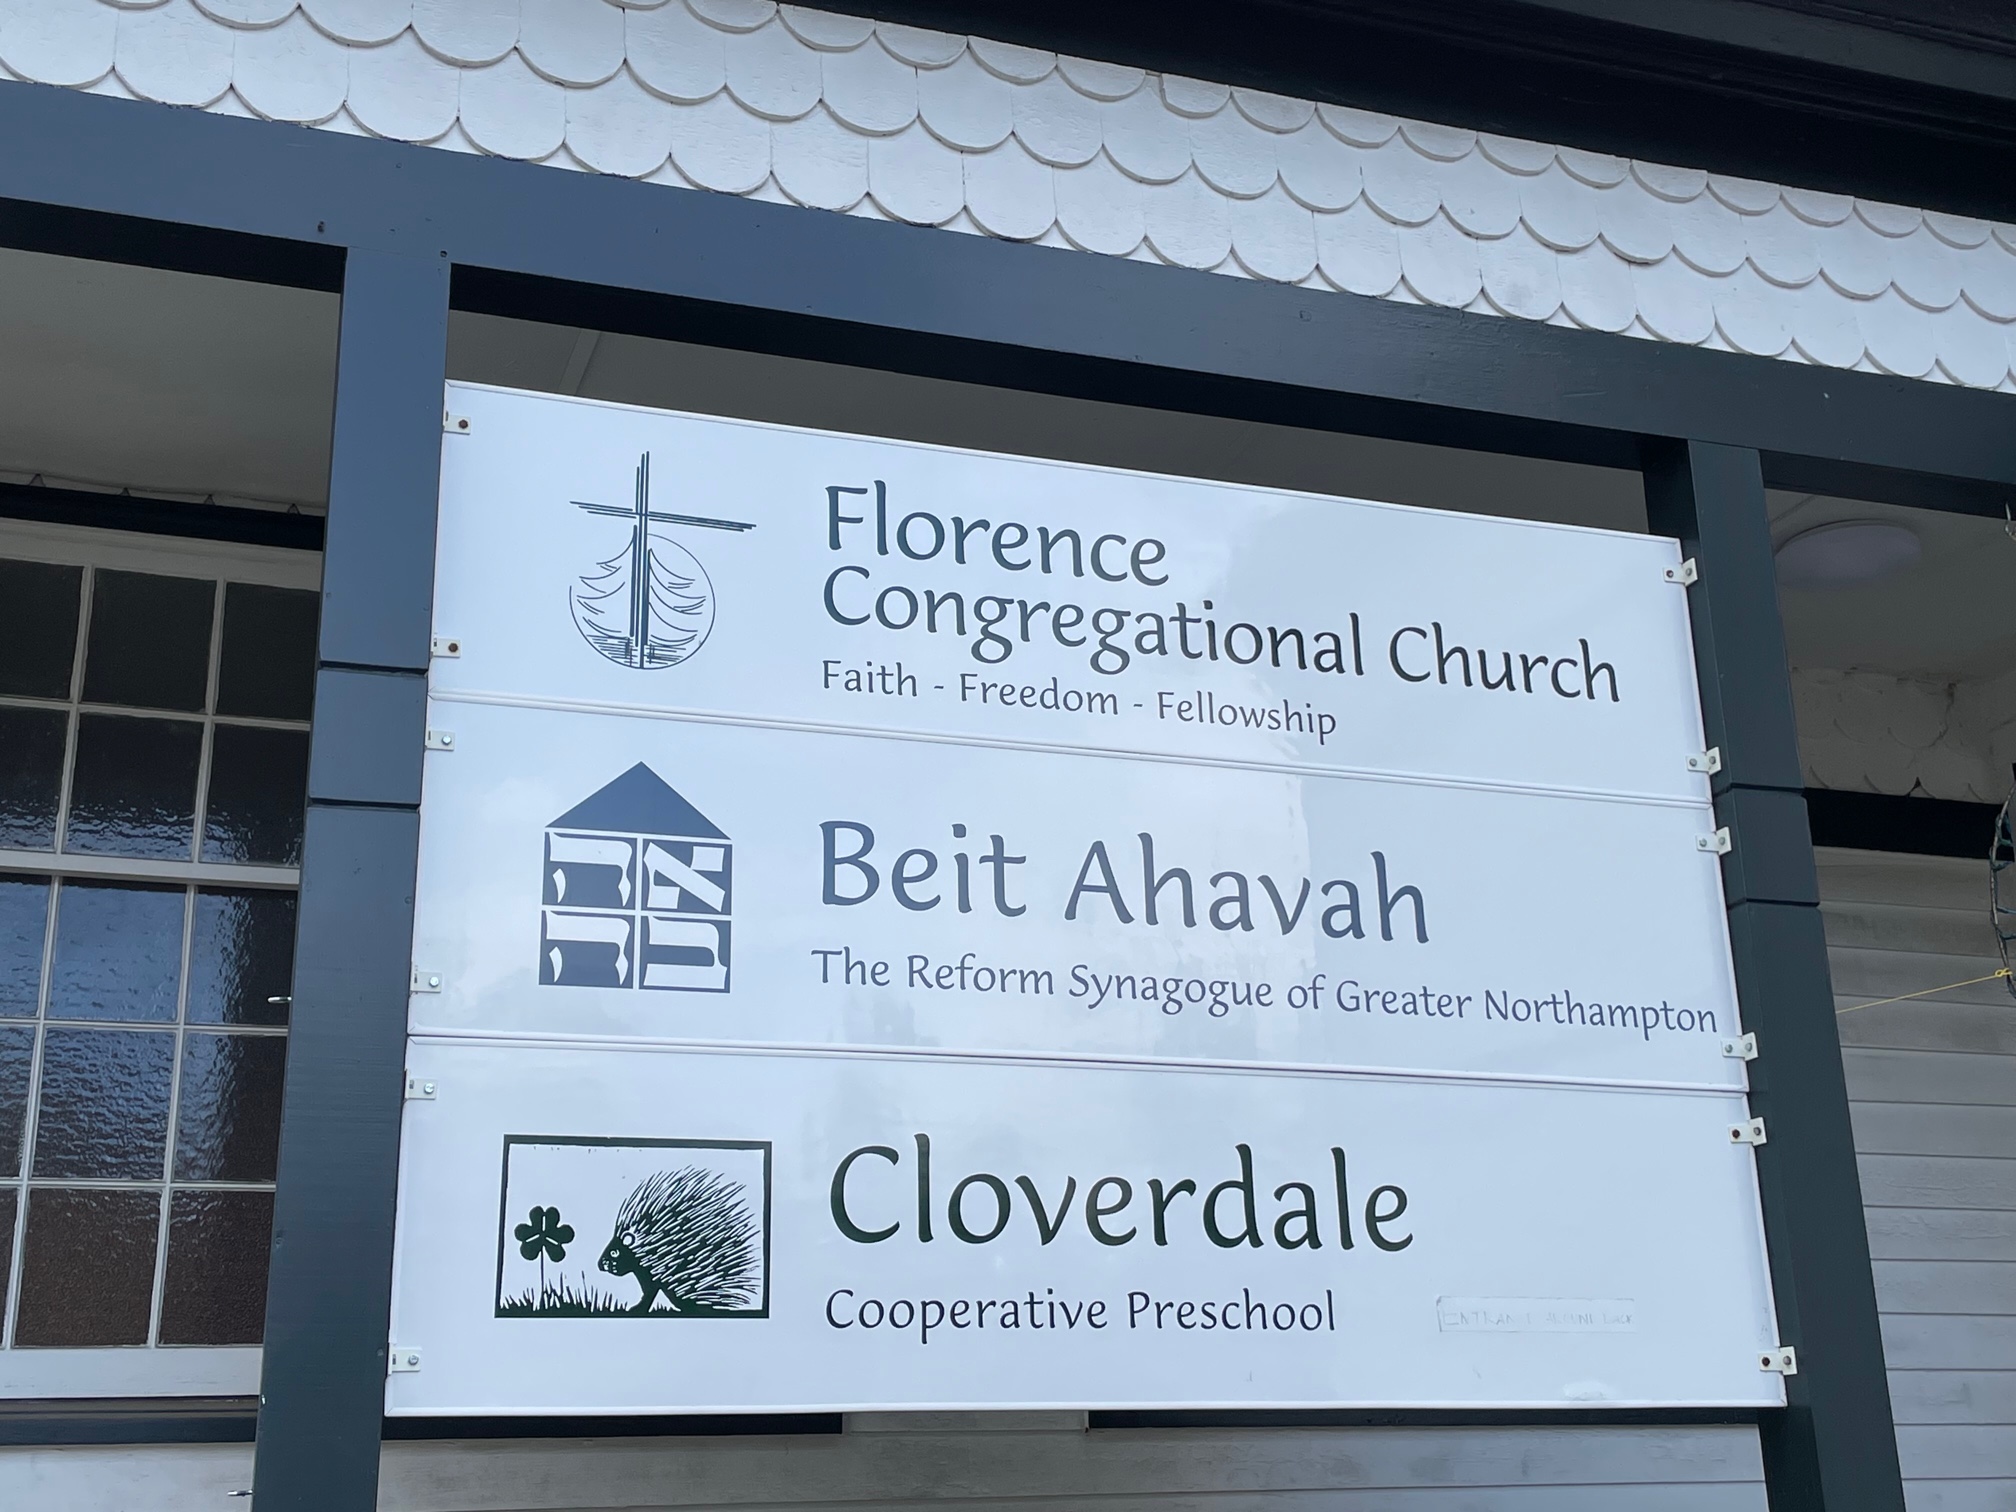 Florence
Congregational Church
Faith - Freedom - Fellowship
Beit Ahavah
The Reform Synagogue of Greater Northampton
Cloverdale
Cooperative Preschool